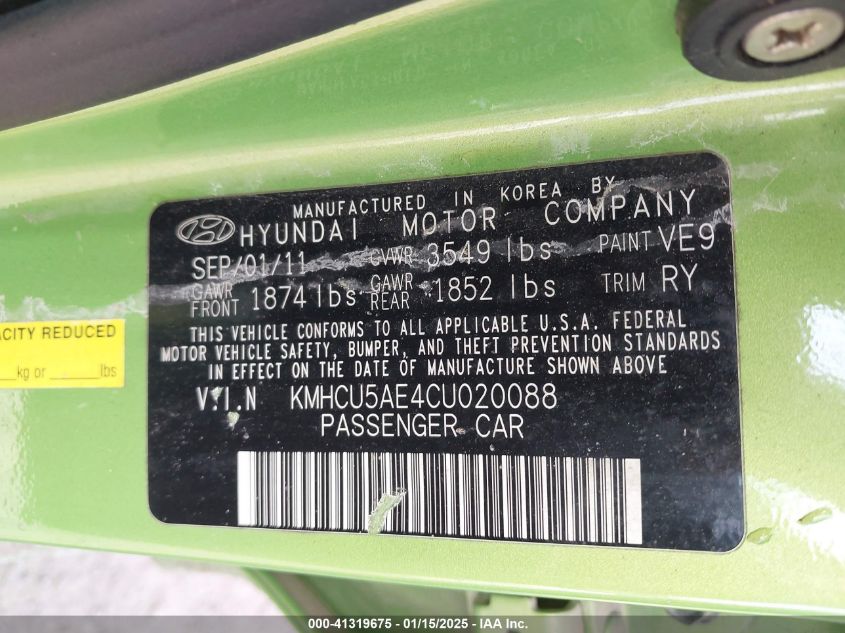 MANUFACTURED IN KOREA BY
HYUNDAI MOTOR COMPANY
SEP/01/11 GVWR 3549 lbs PAINT VE9
GAWR FRONT 1874 lbs GAWR REAR 1852 lbs TRIM RY
THIS VEHICLE CONFORMS TO ALL APPLICABLE U.S.A. FEDERAL
MOTOR VEHICLE SAFETY, BUMPER, AND THEFT PREVENTION STANDARDS
IN EFFECT ON THE DATE OF MANUFACTURE SHOWN ABOVE
V.I.N KMHCU5AE4CU020088
PASSENGER CAR
ACITY REDUCED
kg or lbs
000-41319675 - 01/15/2025 - IAA Inc.